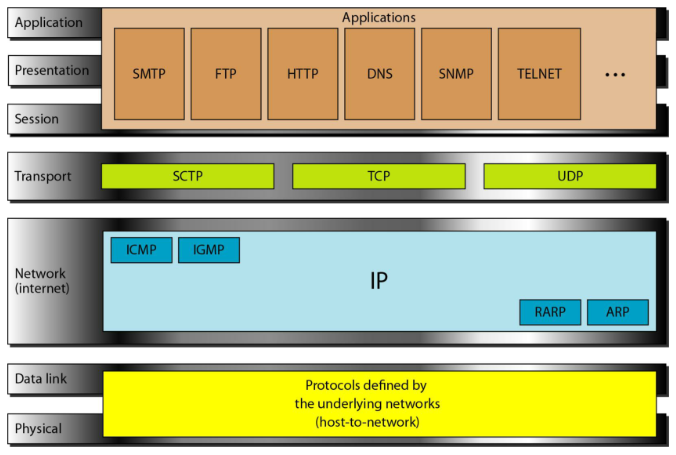 Application
Applications
Presentation
SMTP FTP HTTP DNS SNMP TELNET ...
Session
Transport
SCTP TCP UDP
Network
(internet)
ICMP IGMP
IP
RARP ARP
Data link
Protocols defined by
the underlying networks
(host-to-network)
Physical